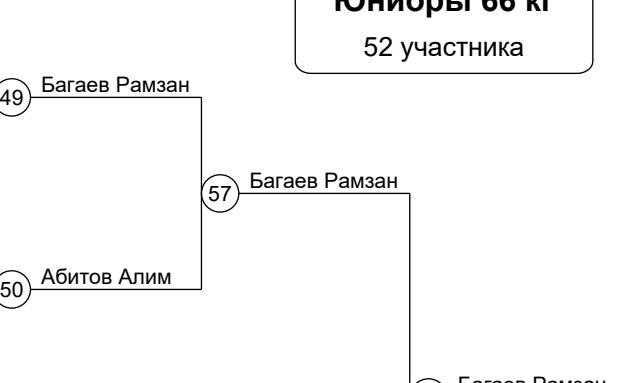 Юниоры 66 кг
52 участника
49
Багаев Рамзан
57
Багаев Рамзан
50
Абитов Алим
Багаев Рамзан